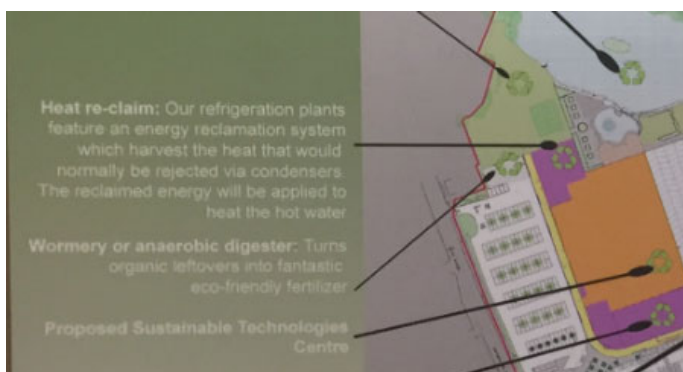 Heat re-claim: Our refrigeration plants
feature an energy reclamation system
which harvest the heat that would
normally be rejected via condensers.
The reclaimed energy will be applied to
heat the hot water
Wormery or anaerobic digester: Turns
organic leftovers into fantastic
eco-friendly fertilizer
Proposed Sustainable Technologies
Centre